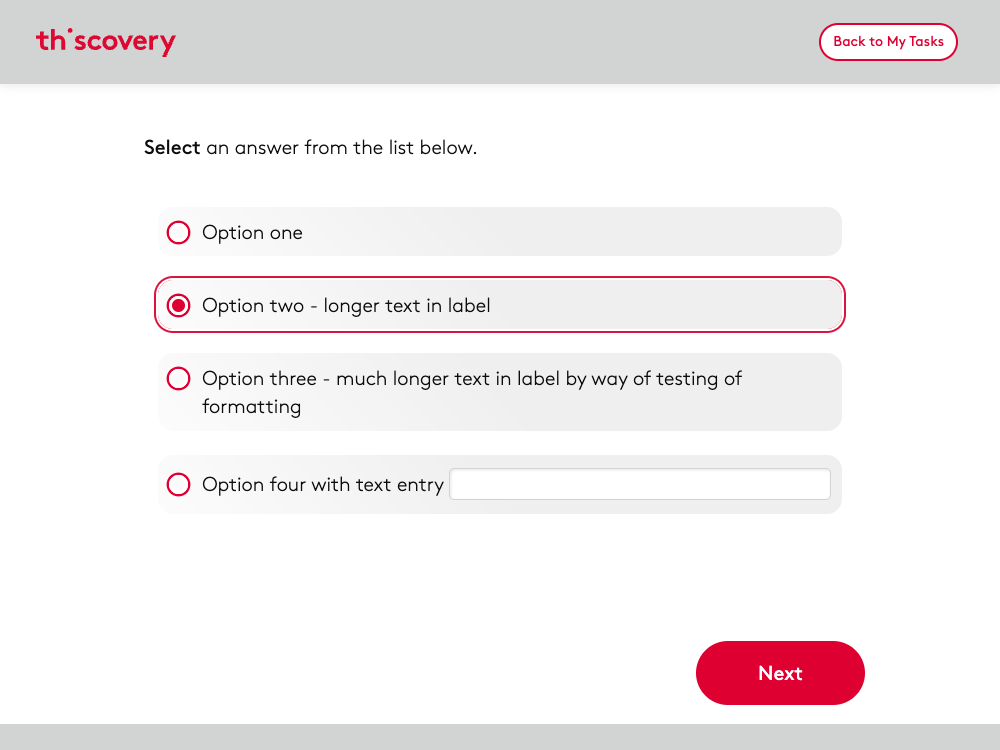 th•scovery
Back to My Tasks
Select an answer from the list below.
Option one
Option two - longer text in label
Option three - much longer text in label by way of testing of
formatting
Option four with text entry
Next